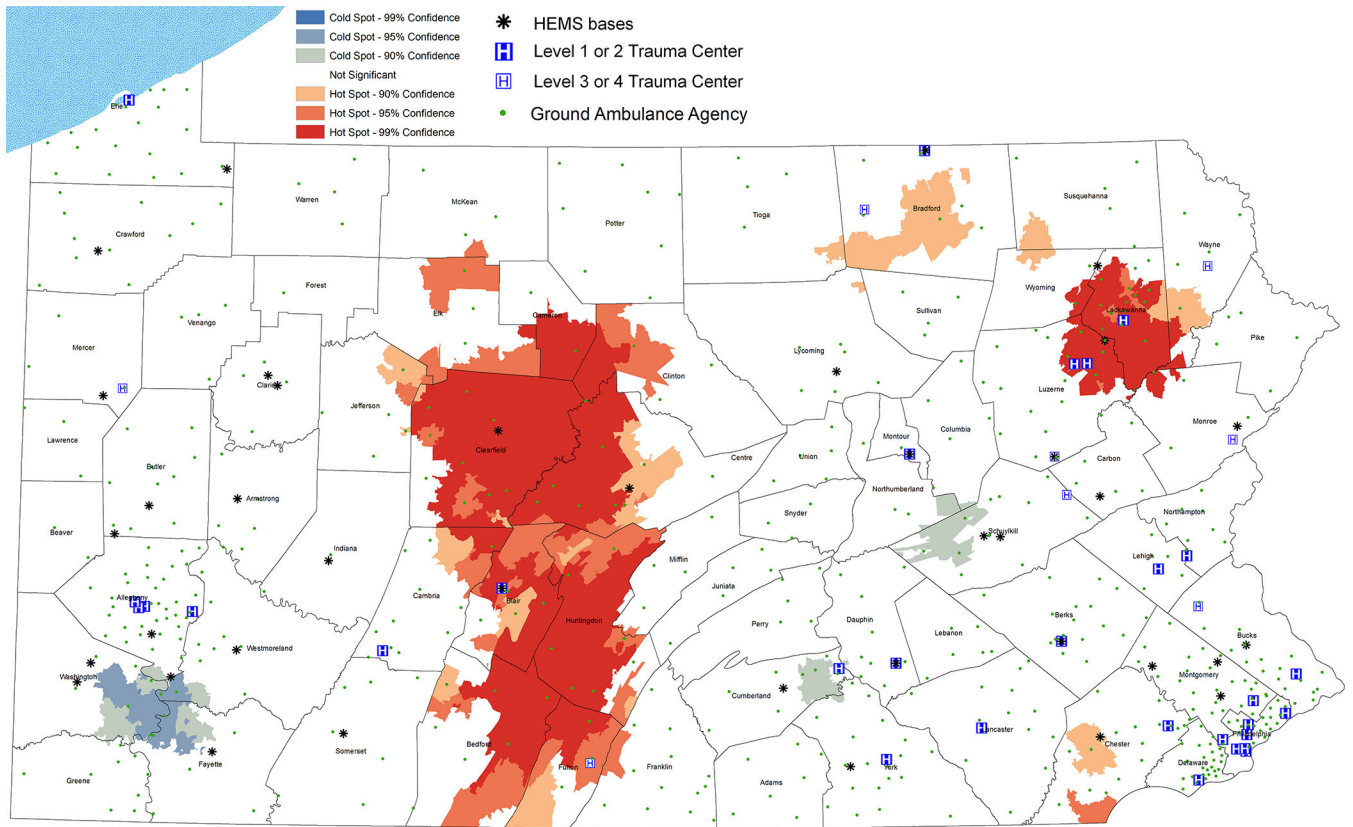 Cold Spot - 99% Confidence
Cold Spot - 95% Confidence
Cold Spot - 90% Confidence
Not Significant
Hot Spot - 90% Confidence
Hot Spot - 95% Confidence
Hot Spot - 99% Confidence
HEMS bases
H Level 1 or 2 Trauma Center
H Level 3 or 4 Trauma Center
Ground Ambulance Agency
Erie
Warren
McKean
Potter
Tioga
Bradford
Susquehanna
Wayne
Crawford
Forest
Elk
Cameron
Clinton
Sullivan
Wyoming
Lackawanna
Pike
Mercer
Venango
Clarion
Jefferson
Clearfield
Lycoming
Luzerne
Monroe
Lawrence
Butler
Armstrong
Centre
Union
Montour
Columbia
Carbon
Northumberland
Snyder
Beaver
Indiana
Schuylkill
Northampton
Lehigh
Allegheny
Cambria
Blair
Huntingdon
Mifflin
Juniata
Perry
Dauphin
Lebanon
Berks
Bucks
Washington
Westmoreland
Cumberland
Montgomery
Greene
Fayette
Somerset
Bedford
Fulton
Franklin
Adams
York
Lancaster
Chester
Delaware
Philadelphia